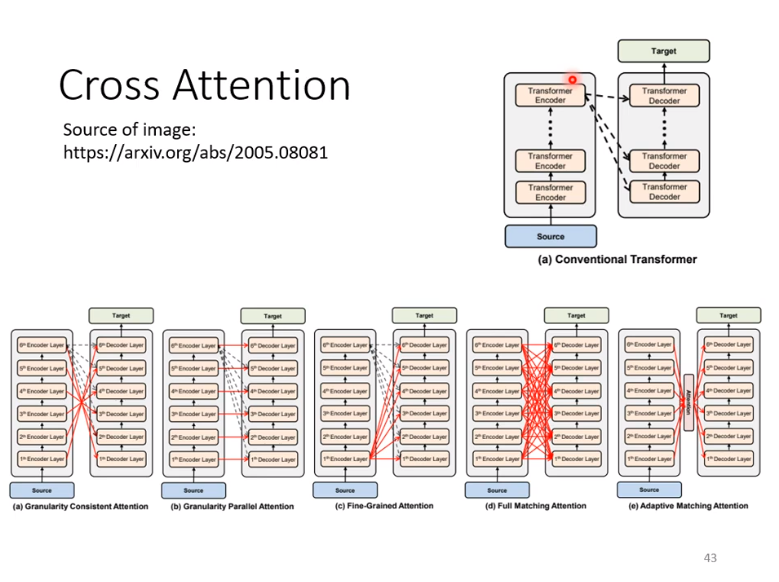 Cross Attention
Source of image:
https://arxiv.org/abs/2005.08081
Target
Transformer Encoder
Transformer Decoder
Transformer Encoder
Transformer Decoder
Transformer Encoder
Transformer Decoder
Source
(a) Conventional Transformer
Target
6th Encoder Layer
6th Decoder Layer
5th Encoder Layer
5th Decoder Layer
4th Encoder Layer
4th Decoder Layer
3rd Encoder Layer
3rd Decoder Layer
2nd Encoder Layer
2nd Decoder Layer
1st Encoder Layer
1st Decoder Layer
Source
(a) Granularity Consistent Attention
Target
6th Encoder Layer
6th Decoder Layer
5th Encoder Layer
5th Decoder Layer
4th Encoder Layer
4th Decoder Layer
3rd Encoder Layer
3rd Decoder Layer
2nd Encoder Layer
2nd Decoder Layer
1st Encoder Layer
1st Decoder Layer
Source
(b) Granularity Parallel Attention
Target
6th Encoder Layer
6th Decoder Layer
5th Encoder Layer
5th Decoder Layer
4th Encoder Layer
4th Decoder Layer
3rd Encoder Layer
3rd Decoder Layer
2nd Encoder Layer
2nd Decoder Layer
1st Encoder Layer
1st Decoder Layer
Source
(c) Fine-Grained Attention
Target
6th Encoder Layer
6th Decoder Layer
5th Encoder Layer
5th Decoder Layer
4th Encoder Layer
4th Decoder Layer
3rd Encoder Layer
3rd Decoder Layer
2nd Encoder Layer
2nd Decoder Layer
1st Encoder Layer
1st Decoder Layer
Source
(d) Full Matching Attention
Target
6th Encoder Layer
6th Decoder Layer
5th Encoder Layer
5th Decoder Layer
4th Encoder Layer
4th Decoder Layer
3rd Encoder Layer
3rd Decoder Layer
2nd Encoder Layer
2nd Decoder Layer
1st Encoder Layer
1st Decoder Layer
Attention
Source
(e) Adaptive Matching Attention
43